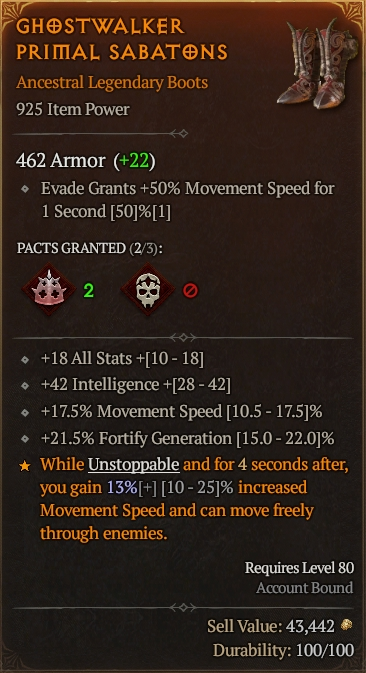 GHOSTWALKER
PRIMAL SABATONS
Ancestral Legendary Boots
925 Item Power
462 Armor (+22)
Evade Grants +50% Movement Speed for
1 Second [50]%[1]
PACTS GRANTED (2/3):
2
+18 All Stats +[10 - 18]
+42 Intelligence +[28 - 42]
+17.5% Movement Speed [10.5 - 17.5]%
+21.5% Fortify Generation [15.0 - 22.0]%
While Unstoppable and for 4 seconds after,
you gain 13%[+] [10 - 25]% increased
Movement Speed and can move freely
through enemies.
Requires Level 80
Account Bound
Sell Value: 43,442
Durability: 100/100